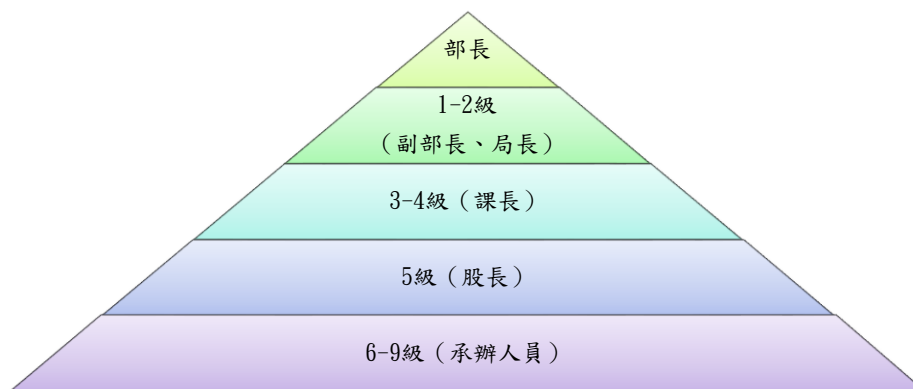 部長
1-2級
（副部長、局長）
3-4級（課長）
5級（股長）
6-9級（承辦人員）